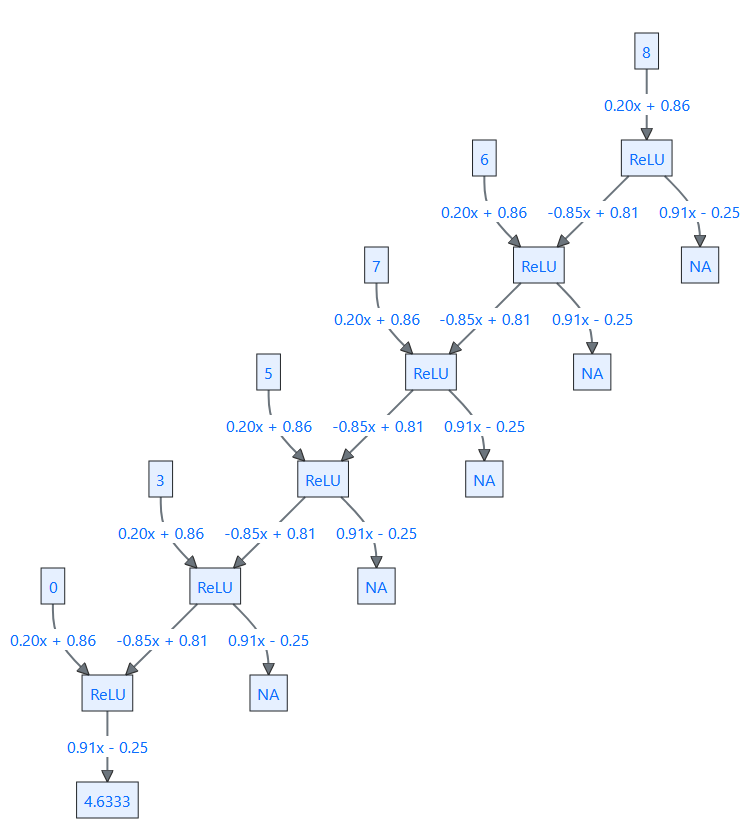 8
0.20x + 0.86
6
ReLU
0.20x + 0.86
-0.85x + 0.81
0.91x - 0.25
7
ReLU
NA
0.20x + 0.86
-0.85x + 0.81
0.91x - 0.25
5
ReLU
NA
0.20x + 0.86
-0.85x + 0.81
0.91x - 0.25
3
ReLU
NA
0.20x + 0.86
-0.85x + 0.81
0.91x - 0.25
0
ReLU
NA
0.20x + 0.86
-0.85x + 0.81
0.91x - 0.25
ReLU
NA
0.91x - 0.25
4.6333